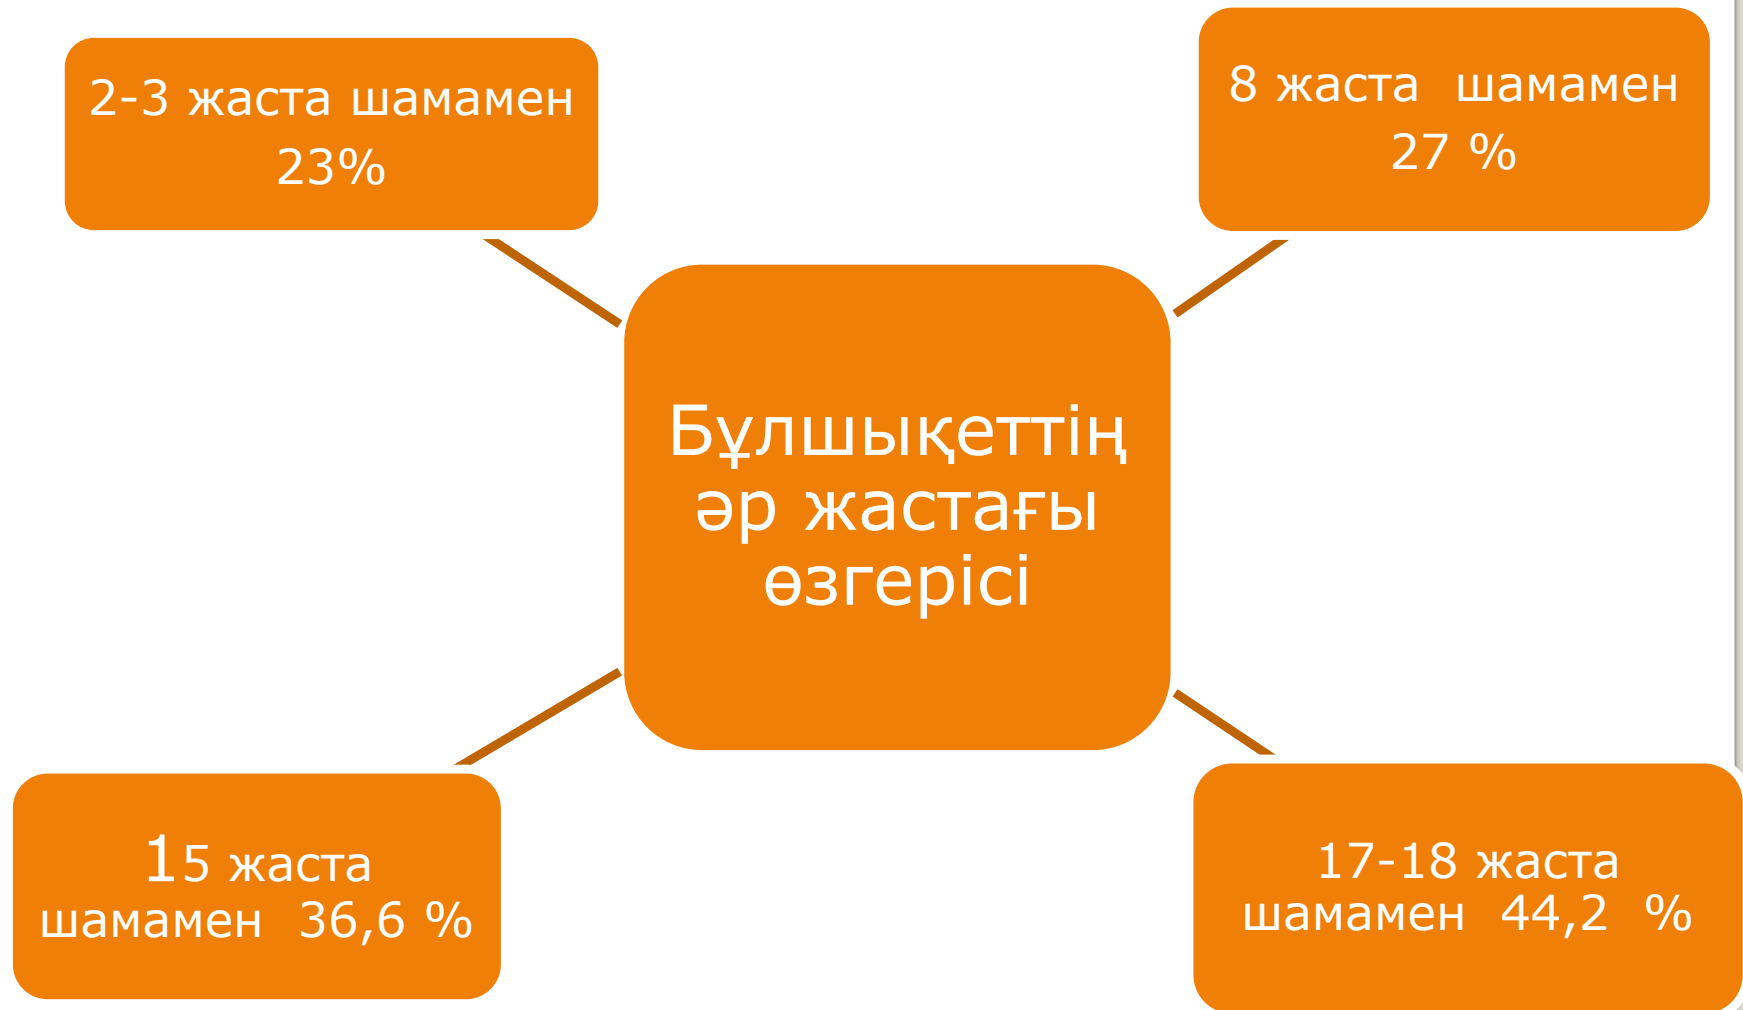 2-3 жаста шамамен
23%
8 жаста шамамен
27 %
Бұлшықеттің
әр жастағы
өзгерісі
15 жаста
шамамен 36,6 %
17-18 жаста
шамамен 44,2 %